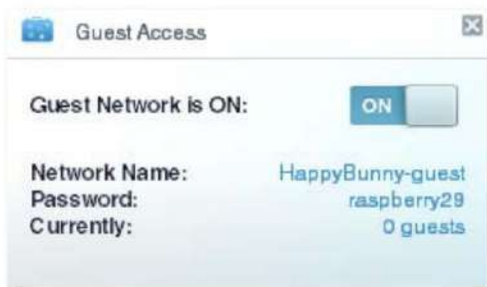 Guest Access
Guest Network is ON: ON
Network Name: HappyBunny-guest
Password: raspberry29
Currently: 0 guests